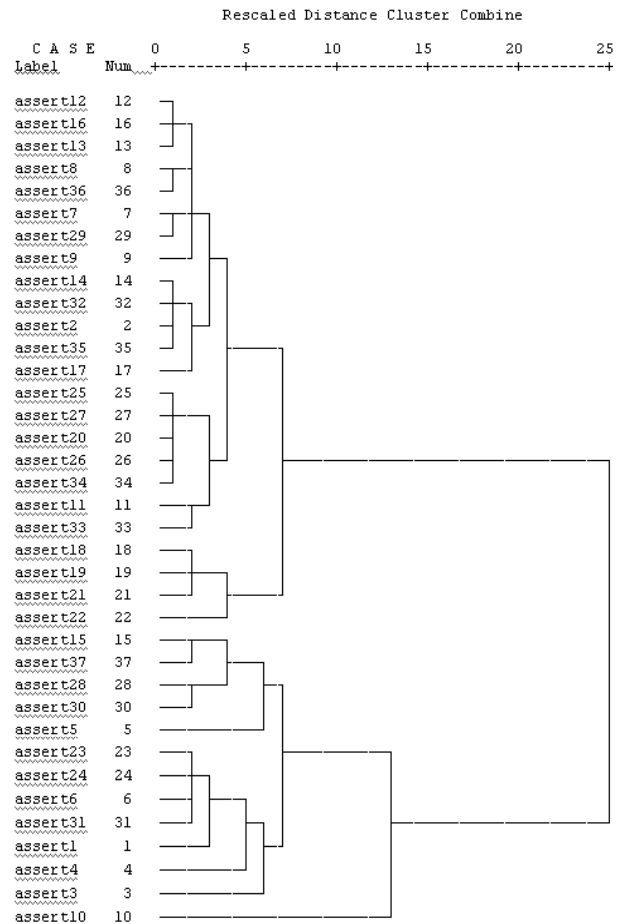 Rescaled Distance Cluster Combine
C A S E 0 5 10 15 20 25
Label Num
assert12 12
assert16 16
assert13 13
assert8 8
assert36 36
assert7 7
assert29 29
assert9 9
assert14 14
assert32 32
assert2 2
assert35 35
assert17 17
assert25 25
assert27 27
assert20 20
assert26 26
assert34 34
assert11 11
assert33 33
assert18 18
assert19 19
assert21 21
assert22 22
assert15 15
assert37 37
assert28 28
assert30 30
assert5 5
assert23 23
assert24 24
assert6 6
assert31 31
assert1 1
assert4 4
assert3 3
assert10 10